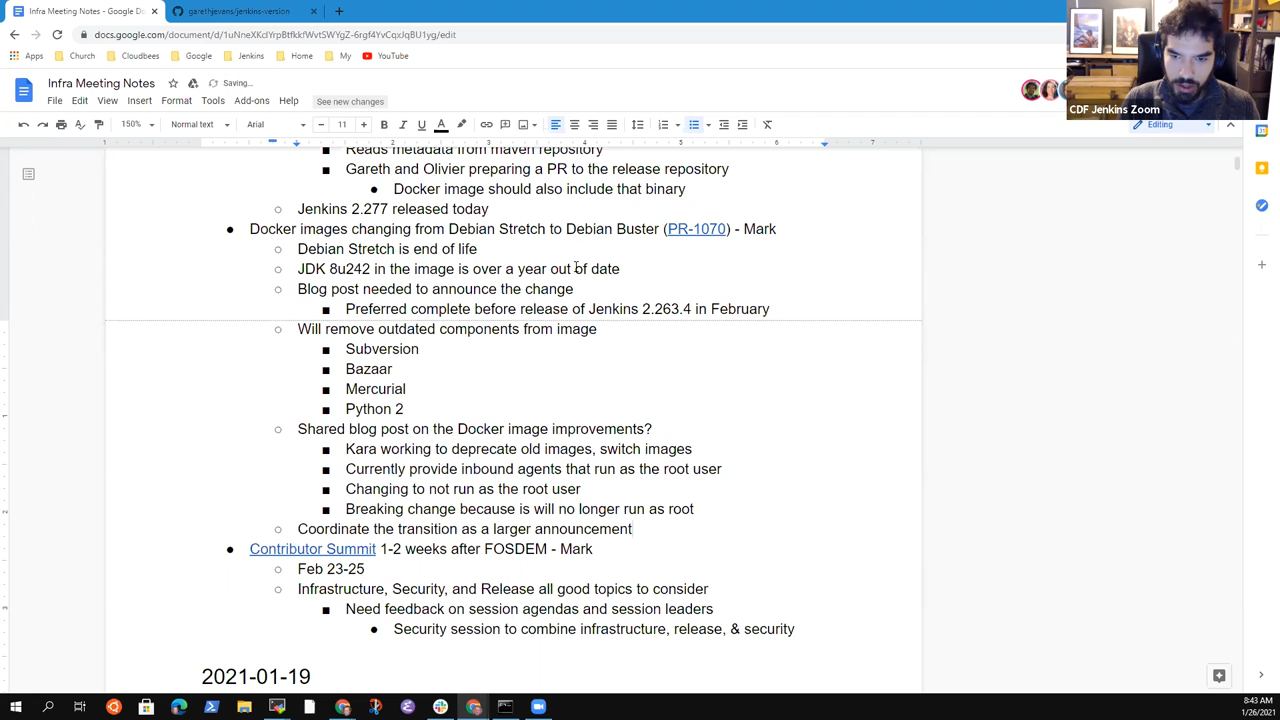 Infra Meeting Notes - Google D
garethjevans/jenkins-version
docs.google.com/document/d/
/edit
Apps
Church
Cloudbees
Google
Jenkins
Home
My
YouTube
Infra Meeting Notes
Saving...
File Edit View Insert Format Tools Add-ons Help
See new changes
CDF Jenkins Zoom
150%
Normal text
Arial
11
Editing
1 1 2 3 4 5 6 7
Reads metadata from maven repository
Gareth and Olivier preparing a PR to the release repository
Docker image should also include that binary
Jenkins 2.277 released today
Docker images changing from Debian Stretch to Debian Buster (PR-1070) - Mark
Debian Stretch is end of life
JDK 8u242 in the image is over a year out of date
Blog post needed to announce the change
Preferred complete before release of Jenkins 2.263.4 in February
Will remove outdated components from image
Subversion
Bazaar
Mercurial
Python 2
Shared blog post on the Docker image improvements?
Kara working to deprecate old images, switch images
Currently provide inbound agents that run as the root user
Changing to not run as the root user
Breaking change because is will no longer run as root
Coordinate the transition as a larger announcement
Contributor Summit 1-2 weeks after FOSDEM - Mark
Feb 23-25
Infrastructure, Security, and Release all good topics to consider
Need feedback on session agendas and session leaders
Security session to combine infrastructure, release, & security
2021-01-19
8:43 AM
1/26/2021